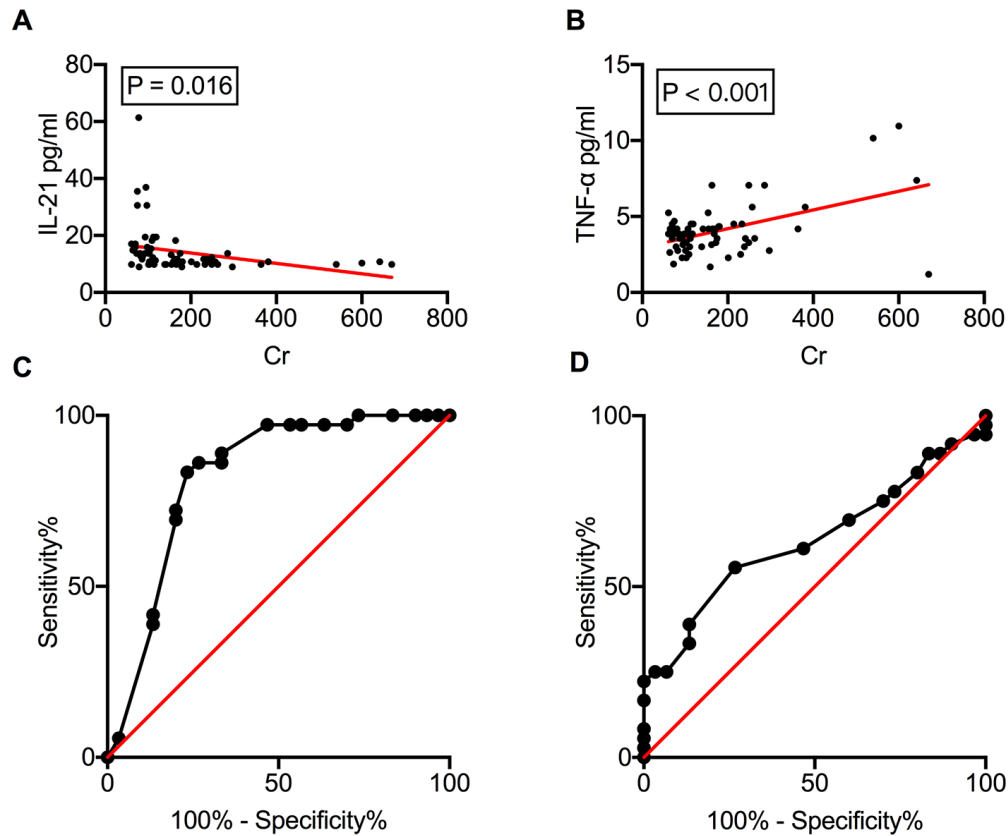 A
80
60
40
20
0
IL-21 pg/ml
P = 0.016
0 200 400 600 800
Cr
B
15
10
5
0
TNF-α pg/ml
P < 0.001
0 200 400 600 800
Cr
C
100
50
0
Sensitivity%
0 50 100
100% - Specificity%
D
100
50
0
Sensitivity%
0 50 100
100% - Specificity%